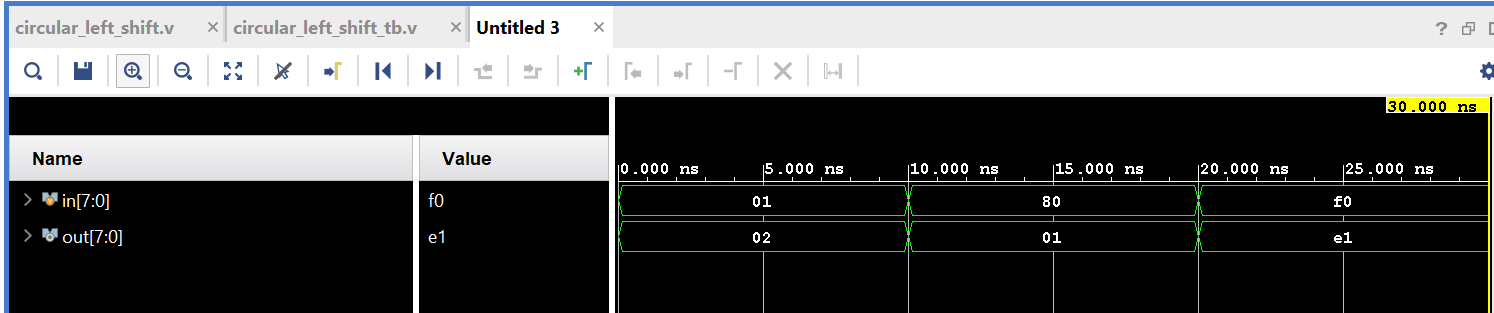 circular_left_shift.v × circular_left_shift_tb.v × Untitled 3 × ?
30.000 ns
Name Value 0.000 ns 5.000 ns 10.000 ns 15.000 ns 20.000 ns 25.000 ns
in[7:0] f0 01 80 f0
out[7:0] e1 02 01 e1